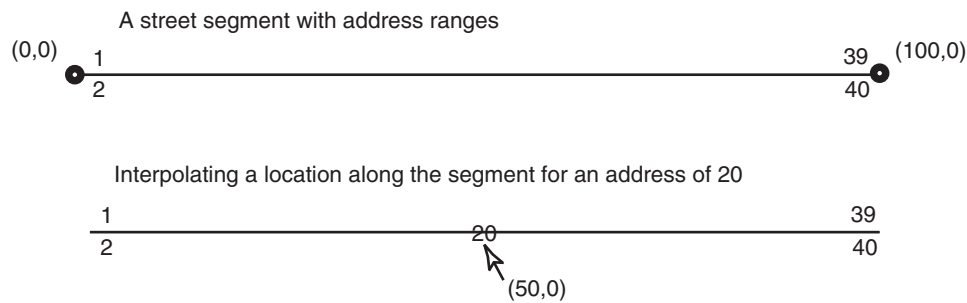 A street segment with address ranges
(0,0) 1 39 (100,0)
2 40
Interpolating a location along the segment for an address of 20
1 39
20
2 40
(50,0)